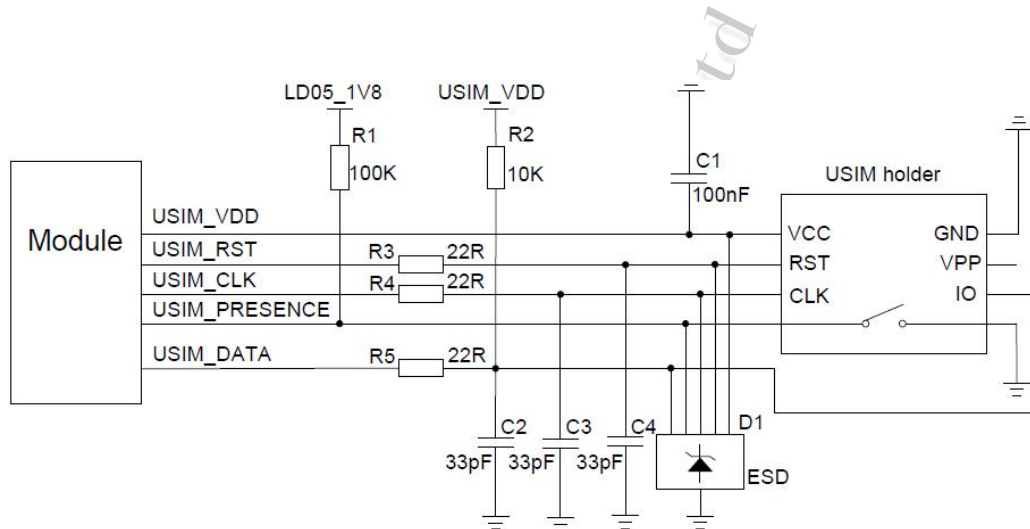 td
LD05_1V8
USIM_VDD
R1
100K
R2
10K
C1
100nF
USIM holder
Module
USIM_VDD
USIM_RST
R3
22R
USIM_CLK
R4
22R
USIM_PRESENCE
USIM_DATA
R5
22R
VCC
GND
RST
VPP
CLK
IO
C2
33pF
C3
33pF
C4
33pF
D1
ESD